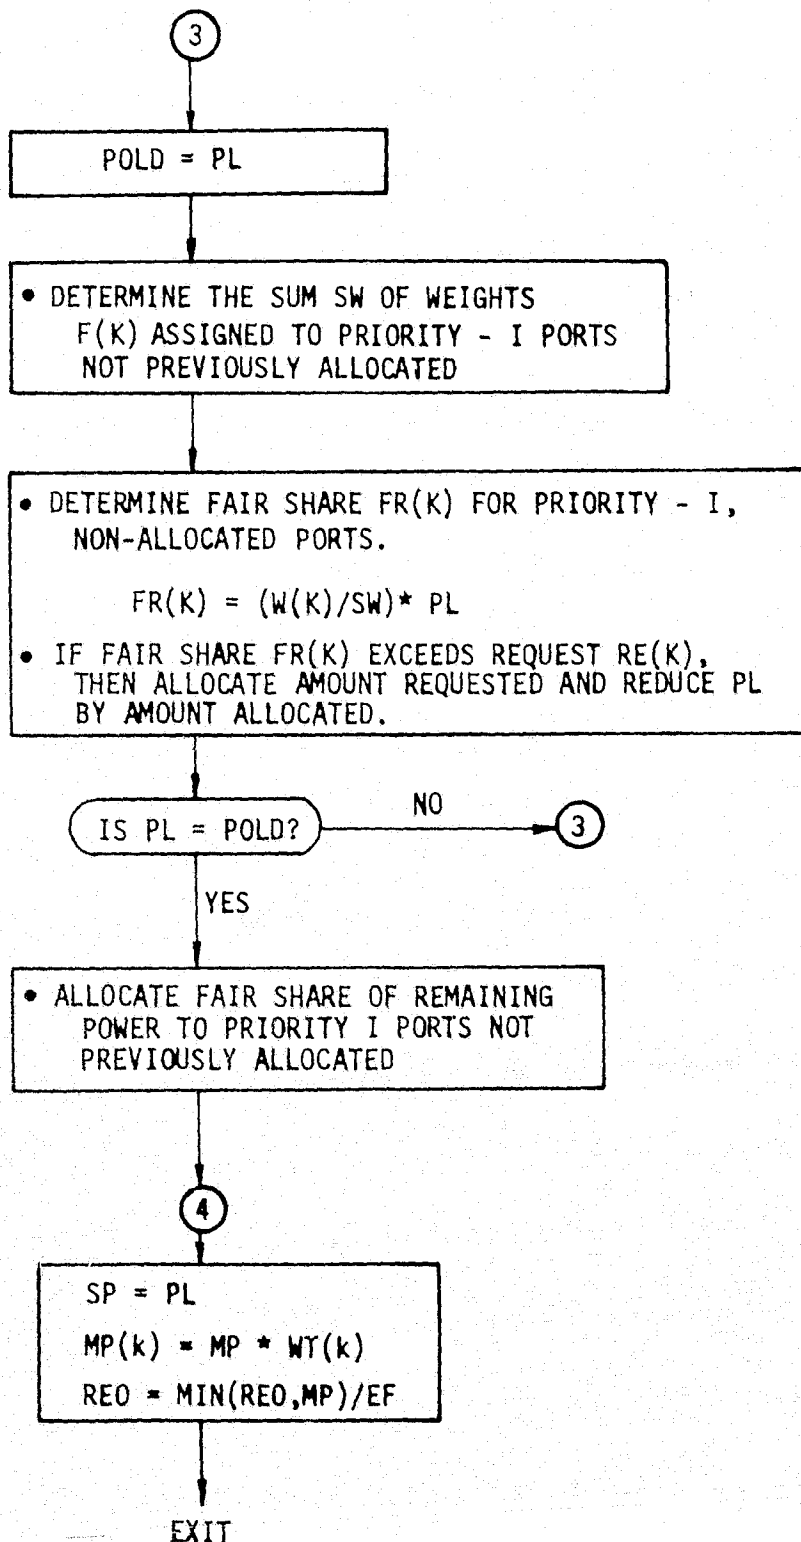 3
POLD = PL
• DETERMINE THE SUM SW OF WEIGHTS
F(K) ASSIGNED TO PRIORITY - I PORTS
NOT PREVIOUSLY ALLOCATED
• DETERMINE FAIR SHARE FR(K) FOR PRIORITY - I,
NON-ALLOCATED PORTS.
FR(K) = (W(K)/SW)* PL
• IF FAIR SHARE FR(K) EXCEEDS REQUEST RE(K),
THEN ALLOCATE AMOUNT REQUESTED AND REDUCE PL
BY AMOUNT ALLOCATED.
IS PL = POLD?
NO
3
YES
• ALLOCATE FAIR SHARE OF REMAINING
POWER TO PRIORITY I PORTS NOT
PREVIOUSLY ALLOCATED
4
SP = PL
MP(k) = MP * WT(k)
REO = MIN(REO,MP)/EF
EXIT